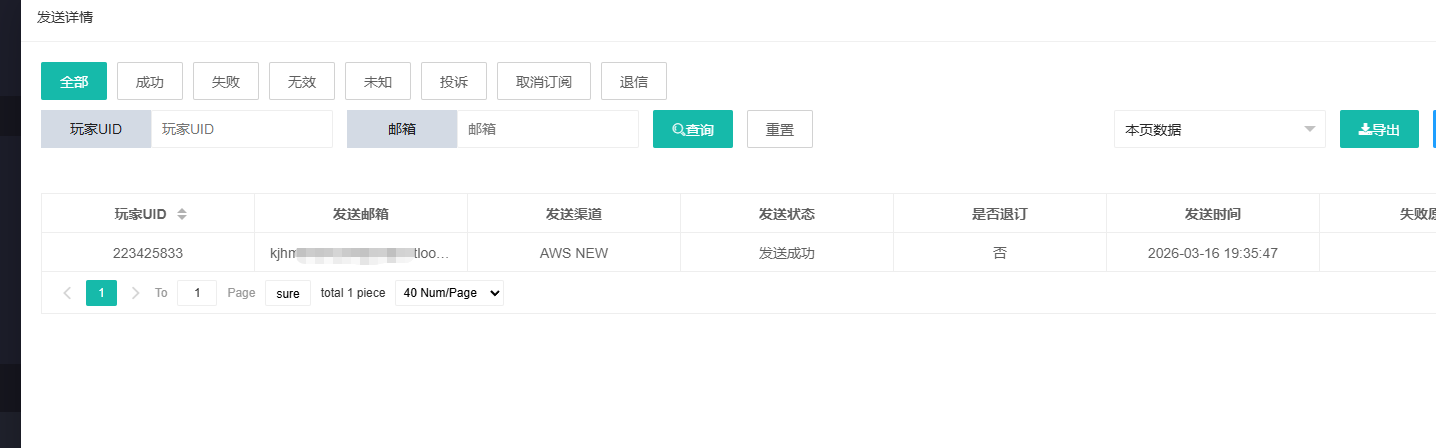 发送详情
全部 成功 失败 无效 未知 投诉 取消订阅 退信
玩家UID 玩家UID 邮箱 邮箱 查询 重置 本页数据 导出
玩家UID 发送邮箱 发送渠道 发送状态 是否退订 发送时间 失败
223425833 kjhm tloo... AWS NEW 发送成功 否 2026-03-16 19:35:47
1 To 1 Page sure total 1 piece 40 Num/Page